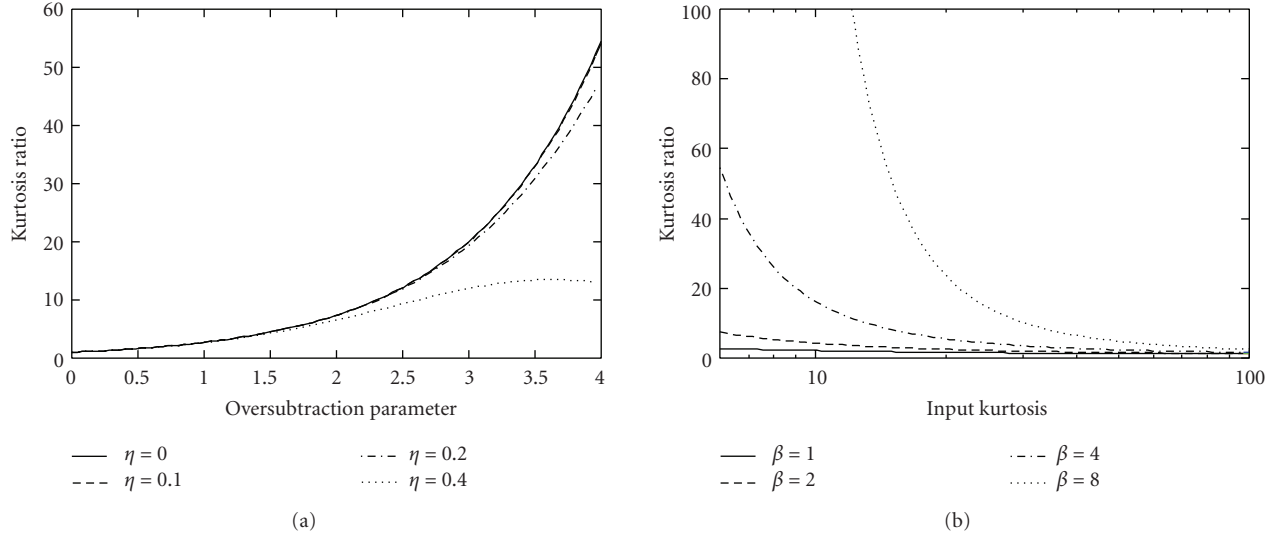 60
50
40
30
20
10
0
Kurtosis ratio
0 0.5 1 1.5 2 2.5 3 3.5 4
Oversubtraction parameter
η = 0
η = 0.1
η = 0.2
η = 0.4
(a)
100
80
60
40
20
0
Kurtosis ratio
10 100
Input kurtosis
β = 1
β = 2
β = 4
β = 8
(b)